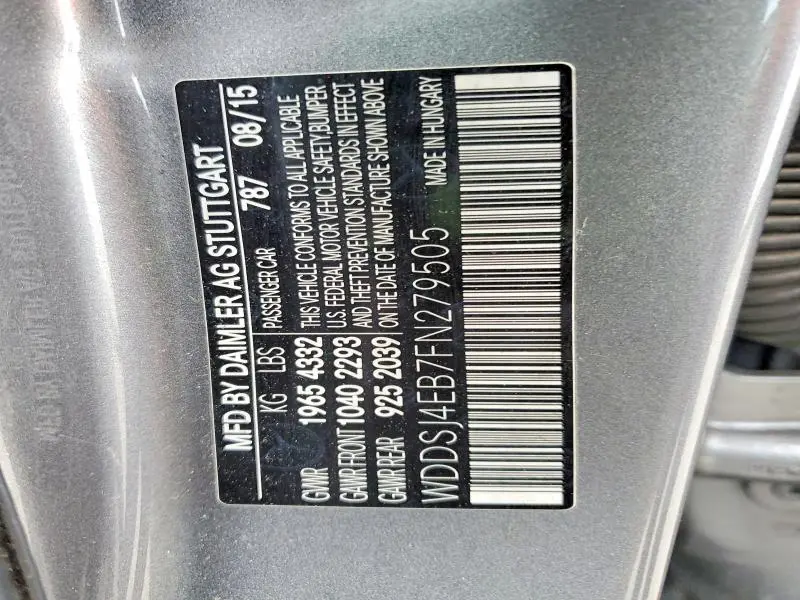 MFD BY DAIMLER AG STUTTGART
787 08/15
KG LBS PASSENGER CAR
GVWR 1965 4332 THIS VEHICLE CONFORMS TO ALL APPLICABLE
U.S. FEDERAL MOTOR VEHICLE SAFETY,BUMPER
GAWR FRONT 1040 2293 AND THEFT PREVENTION STANDARDS IN EFFECT
GAWR REAR 925 2039 ON THE DATE OF MANUFACTURE SHOWN ABOVE
WDDSJ4EB7FN279505 MADE IN HUNGARY